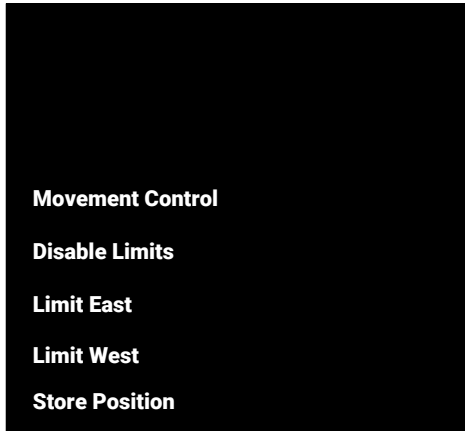 Movement Control
Disable Limits
Limit East
Limit West
Store Position